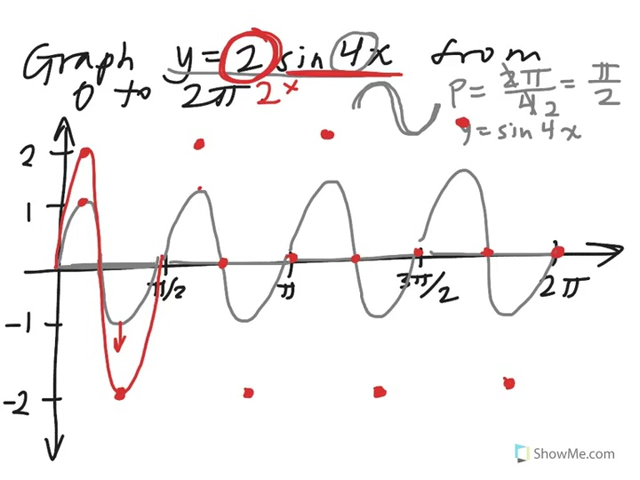 Graph y = 2 sin 4x from
0 to 2π 2x
P = 2π/4 2 = π/2
y = sin 4x
2
1
-1
-2
π/2
π
3π/2
2π
ShowMe.com